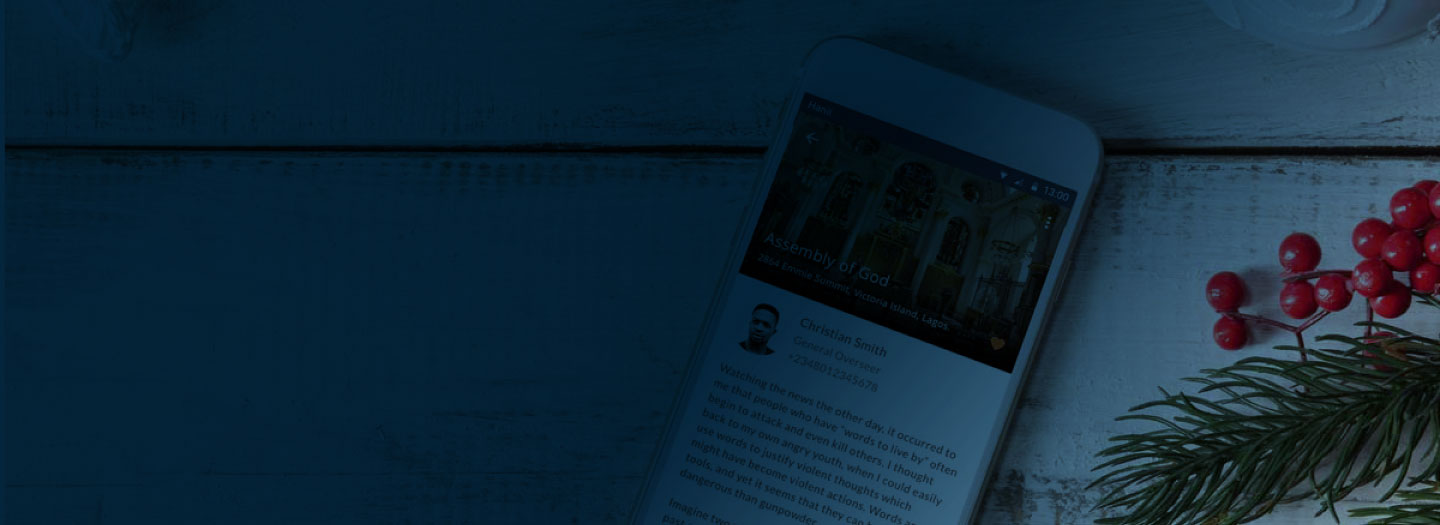 13:00
Assembly of God
Victoria Island, Lagos.
Christian Smith
General Overseer
+2348012345678
Watching the news the other day, it occurred to
me that people who have "words to live by" often
begin to attack and even kill others. I thought
back to my own angry youth, when I could easily
use words to justify violent thoughts which
might have become violent actions. Words are
tools, and yet it seems that they can be
dangerous than gunpowder.
Imagine